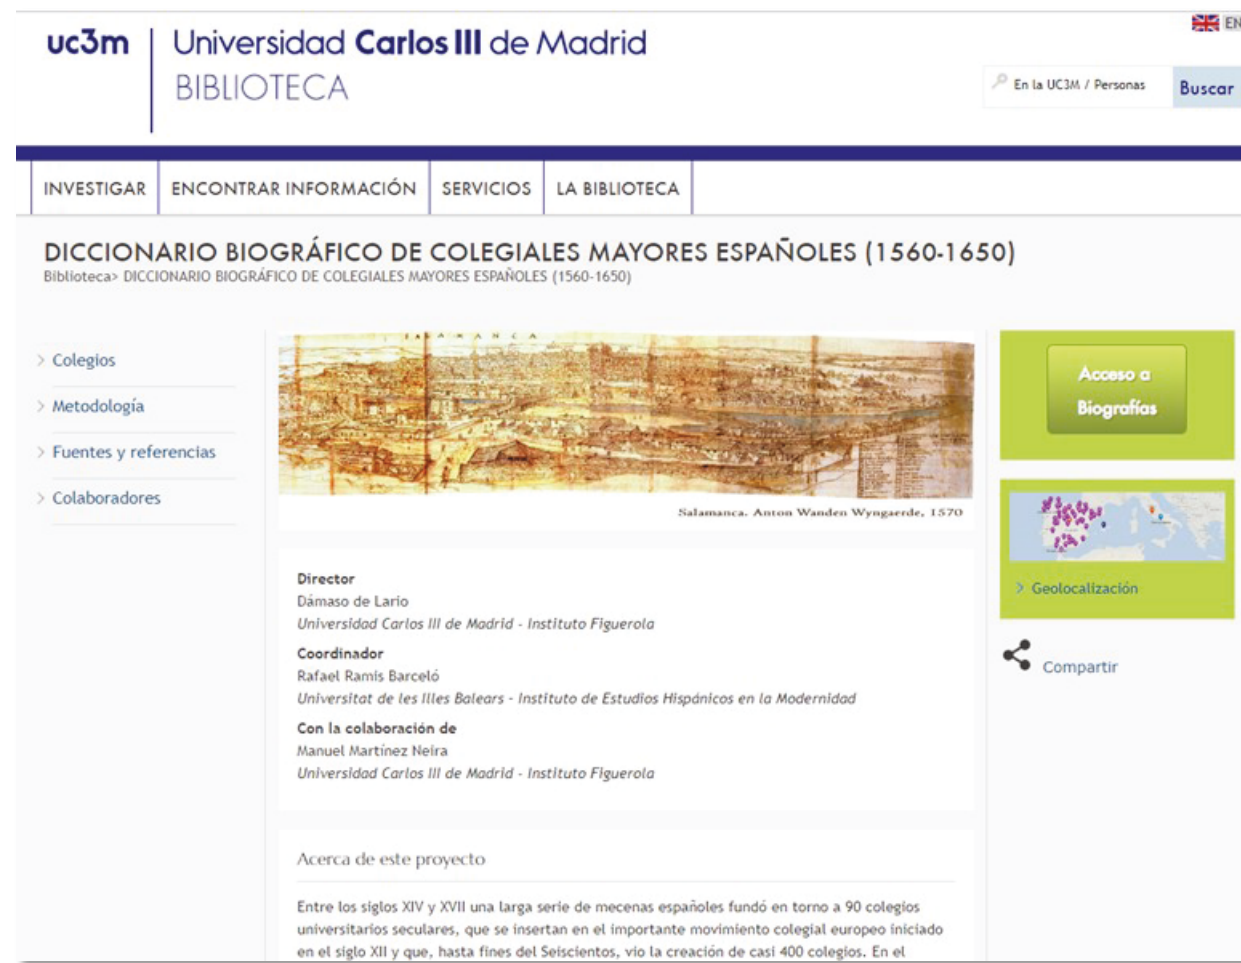 uc3m
Universidad Carlos III de Madrid
BIBLIOTECA
EN
En la UC3M / Personas
Buscar
INVESTIGAR
ENCONTRAR INFORMACIÓN
SERVICIOS
LA BIBLIOTECA
DICCIONARIO BIOGRÁFICO DE COLEGIALES MAYORES ESPAÑOLES (1560-1650)
Biblioteca> DICCIONARIO BIOGRÁFICO DE COLEGIALES MAYORES ESPAÑOLES (1560-1650)
> Colegios
> Metodología
> Fuentes y referencias
> Colaboradores
SALAMANCA
Salamanca. Anton Wanden Wyngaerde, 1570
Director
Dámaso de Lario
Universidad Carlos III de Madrid - Instituto Figuerola
Coordinador
Rafael Ramis Barceló
Universitat de les Illes Balears - Instituto de Estudios Hispánicos en la Modernidad
Con la colaboración de
Manuel Martínez Neira
Universidad Carlos III de Madrid - Instituto Figuerola
Acerca de este proyecto
Entre los siglos XIV y XVII una larga serie de mecenas españoles fundó en torno a 90 colegios
universitarios seculares, que se insertan en el importante movimiento colegial europeo iniciado
en el siglo XII y que, hasta fines del Seiscientos, vio la creación de casi 400 colegios. En el
Acceso a
Biografías
> Geolocalización
Compartir